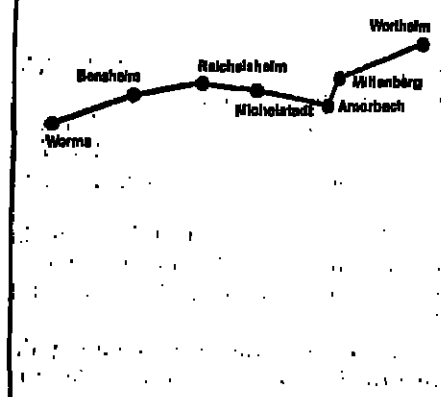 Wertheim
Bensheim
Reichelsheim
Miltenberg
Michelstadt
Amorbach
Worms